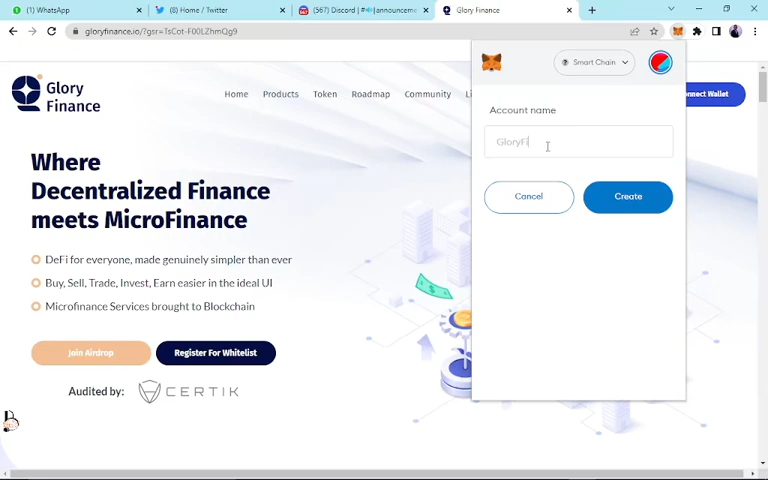 (1) WhatsApp
(8) Home / Twitter
(567) Discord | #📢|announceme
Glory Finance
gloryfinance.io/?gsr=TsCot-F00LZhmQg9
Glory
Finance
Home
Products
Token
Roadmap
Community
Connect Wallet
Smart Chain
Account name
GloryFi
Cancel
Create
Where
Decentralized Finance
meets MicroFinance
DeFi for everyone, made genuinely simpler than ever
Buy, Sell, Trade, Invest, Earn easier in the ideal UI
Microfinance Services brought to Blockchain
Join Airdrop
Register For Whitelist
Audited by:
CERTIK